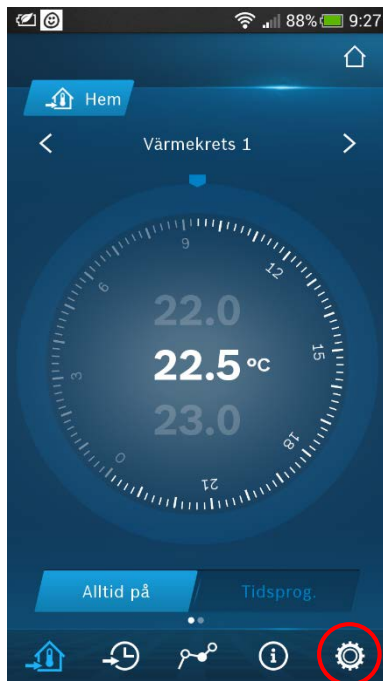 88% 9:27
Hem
Värmekrets 1
9
12
6
22.0
15
22.5 °C
3
23.0
18
0
21
Alltid på
Tidsprog.